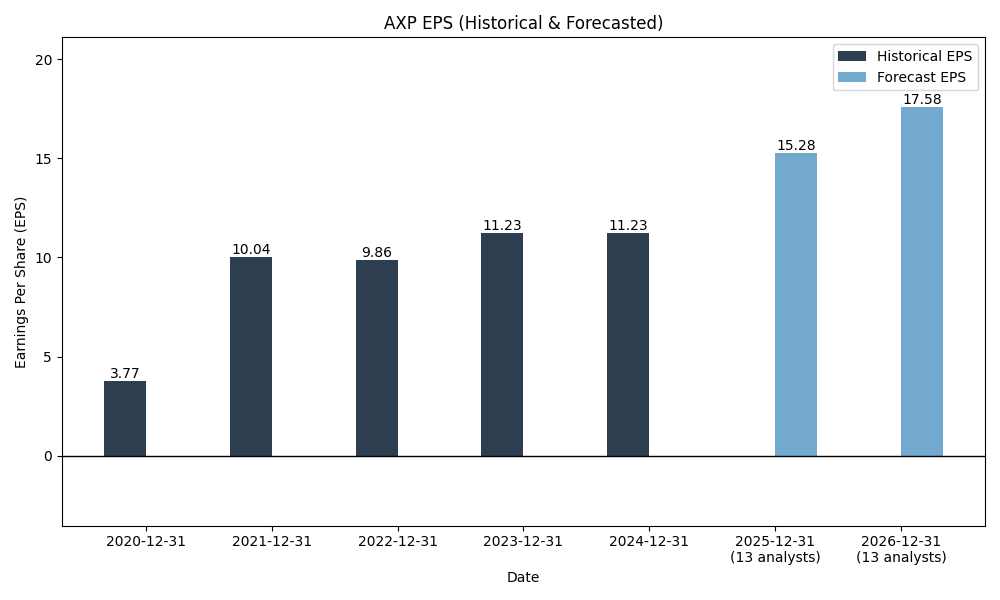 AXP EPS (Historical & Forecasted)
Historical EPS
Forecast EPS
20
15
10
5
0
Earnings Per Share (EPS)
3.77
10.04
9.86
11.23
11.23
15.28
17.58
2020-12-31
2021-12-31
2022-12-31
2023-12-31
2024-12-31
2025-12-31
(13 analysts)
2026-12-31
(13 analysts)
Date